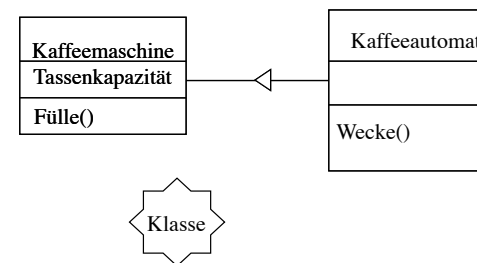 Kaffeemaschine
Tassenkapazität
Fülle()
Kaffeeautomat
Wecke()
Klasse